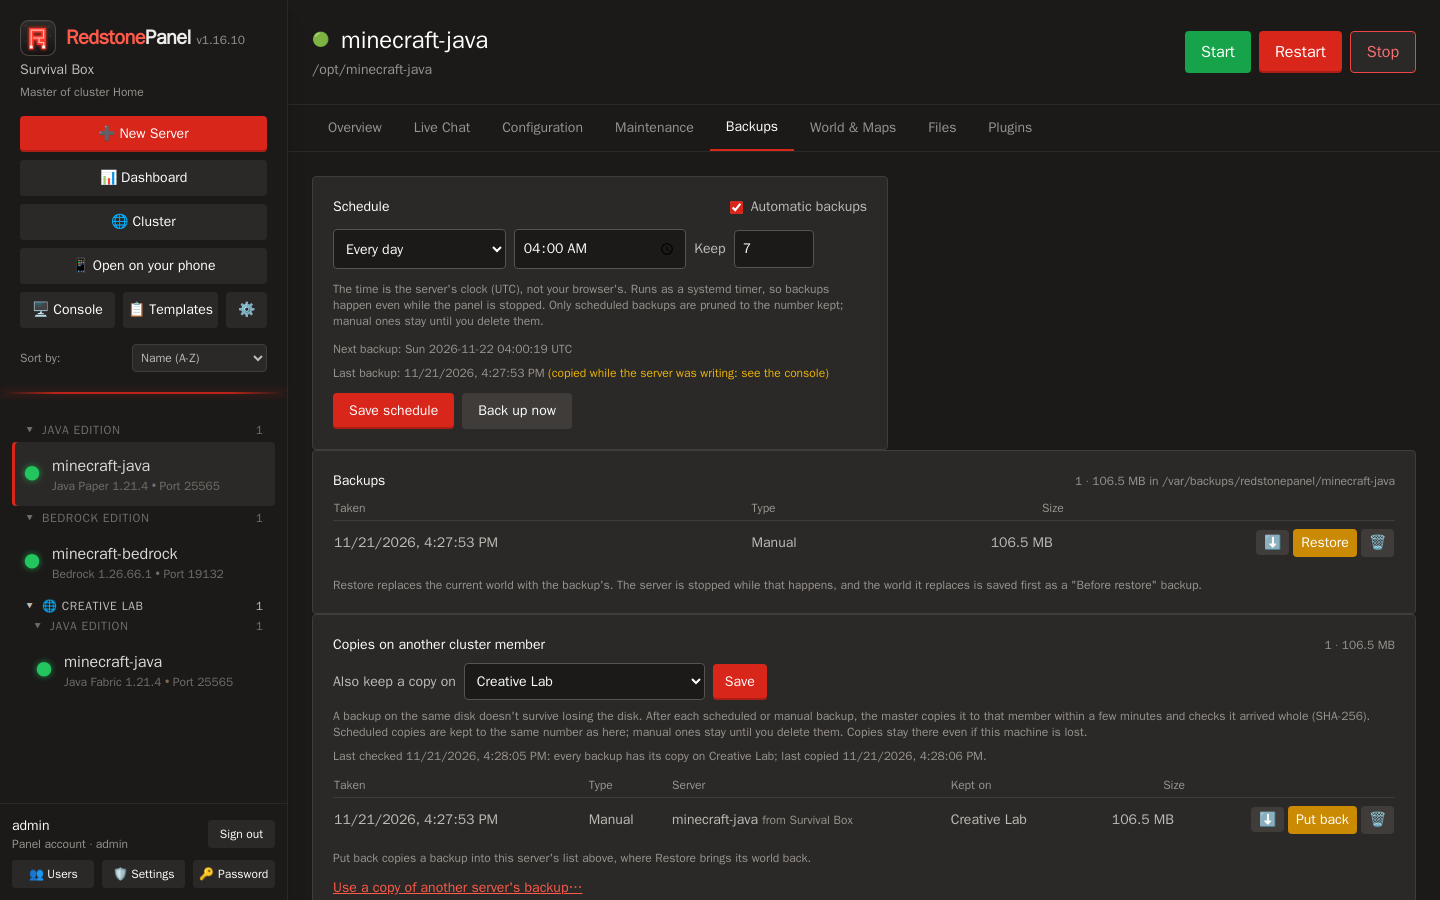 RedstonePanel v1.16.10
Survival Box
Master of cluster Home
➕ New Server
📊 Dashboard
🌐 Cluster
📱 Open on your phone
🖥️ Console
📋 Templates
⚙️
Sort by:
Name (A-Z)
▼ JAVA EDITION 1
minecraft-java
Java Paper 1.21.4 • Port 25565
▼ BEDROCK EDITION 1
minecraft-bedrock
Bedrock 1.26.66.1 • Port 19132
▼ 🌐 CREATIVE LAB 1
▼ JAVA EDITION 1
minecraft-java
Java Fabric 1.21.4 • Port 25565
admin
Panel account · admin
Sign out
👥 Users
🛡️ Settings
🔑 Password
minecraft-java
/opt/minecraft-java
Start
Restart
Stop
Overview
Live Chat
Configuration
Maintenance
Backups
World & Maps
Files
Plugins
Schedule
Automatic backups
Every day
04:00 AM
Keep
7
The time is the server's clock (UTC), not your browser's. Runs as a systemd timer, so backups
happen even while the panel is stopped. Only scheduled backups are pruned to the number kept;
manual ones stay until you delete them.
Next backup: Sun 2026-11-22 04:00:19 UTC
Last backup: 11/21/2026, 4:27:53 PM (copied while the server was writing: see the console)
Save schedule
Back up now
Backups
1 · 106.5 MB in /var/backups/redstonepanel/minecraft-java
Taken Type Size
11/21/2026, 4:27:53 PM Manual 106.5 MB ⬇️ Restore 🗑️
Restore replaces the current world with the backup's. The server is stopped while that happens, and the world it replaces is saved first as a "Before restore" backup.
Copies on another cluster member
1 · 106.5 MB
Also keep a copy on
Creative Lab
Save
A backup on the same disk doesn't survive losing the disk. After each scheduled or manual backup, the master copies it to that member within a few minutes and checks it arrived whole (SHA-256).
Scheduled copies are kept to the same number as here; manual ones stay until you delete them. Copies stay there even if this machine is lost.
Last checked 11/21/2026, 4:28:05 PM: every backup has its copy on Creative Lab; last copied 11/21/2026, 4:28:06 PM.
Taken Type Server Kept on Size
11/21/2026, 4:27:53 PM Manual minecraft-java from Survival Box Creative Lab 106.5 MB ⬇️ Put back 🗑️
Put back copies a backup into this server's list above, where Restore brings its world back.
Use a copy of another server's backup…